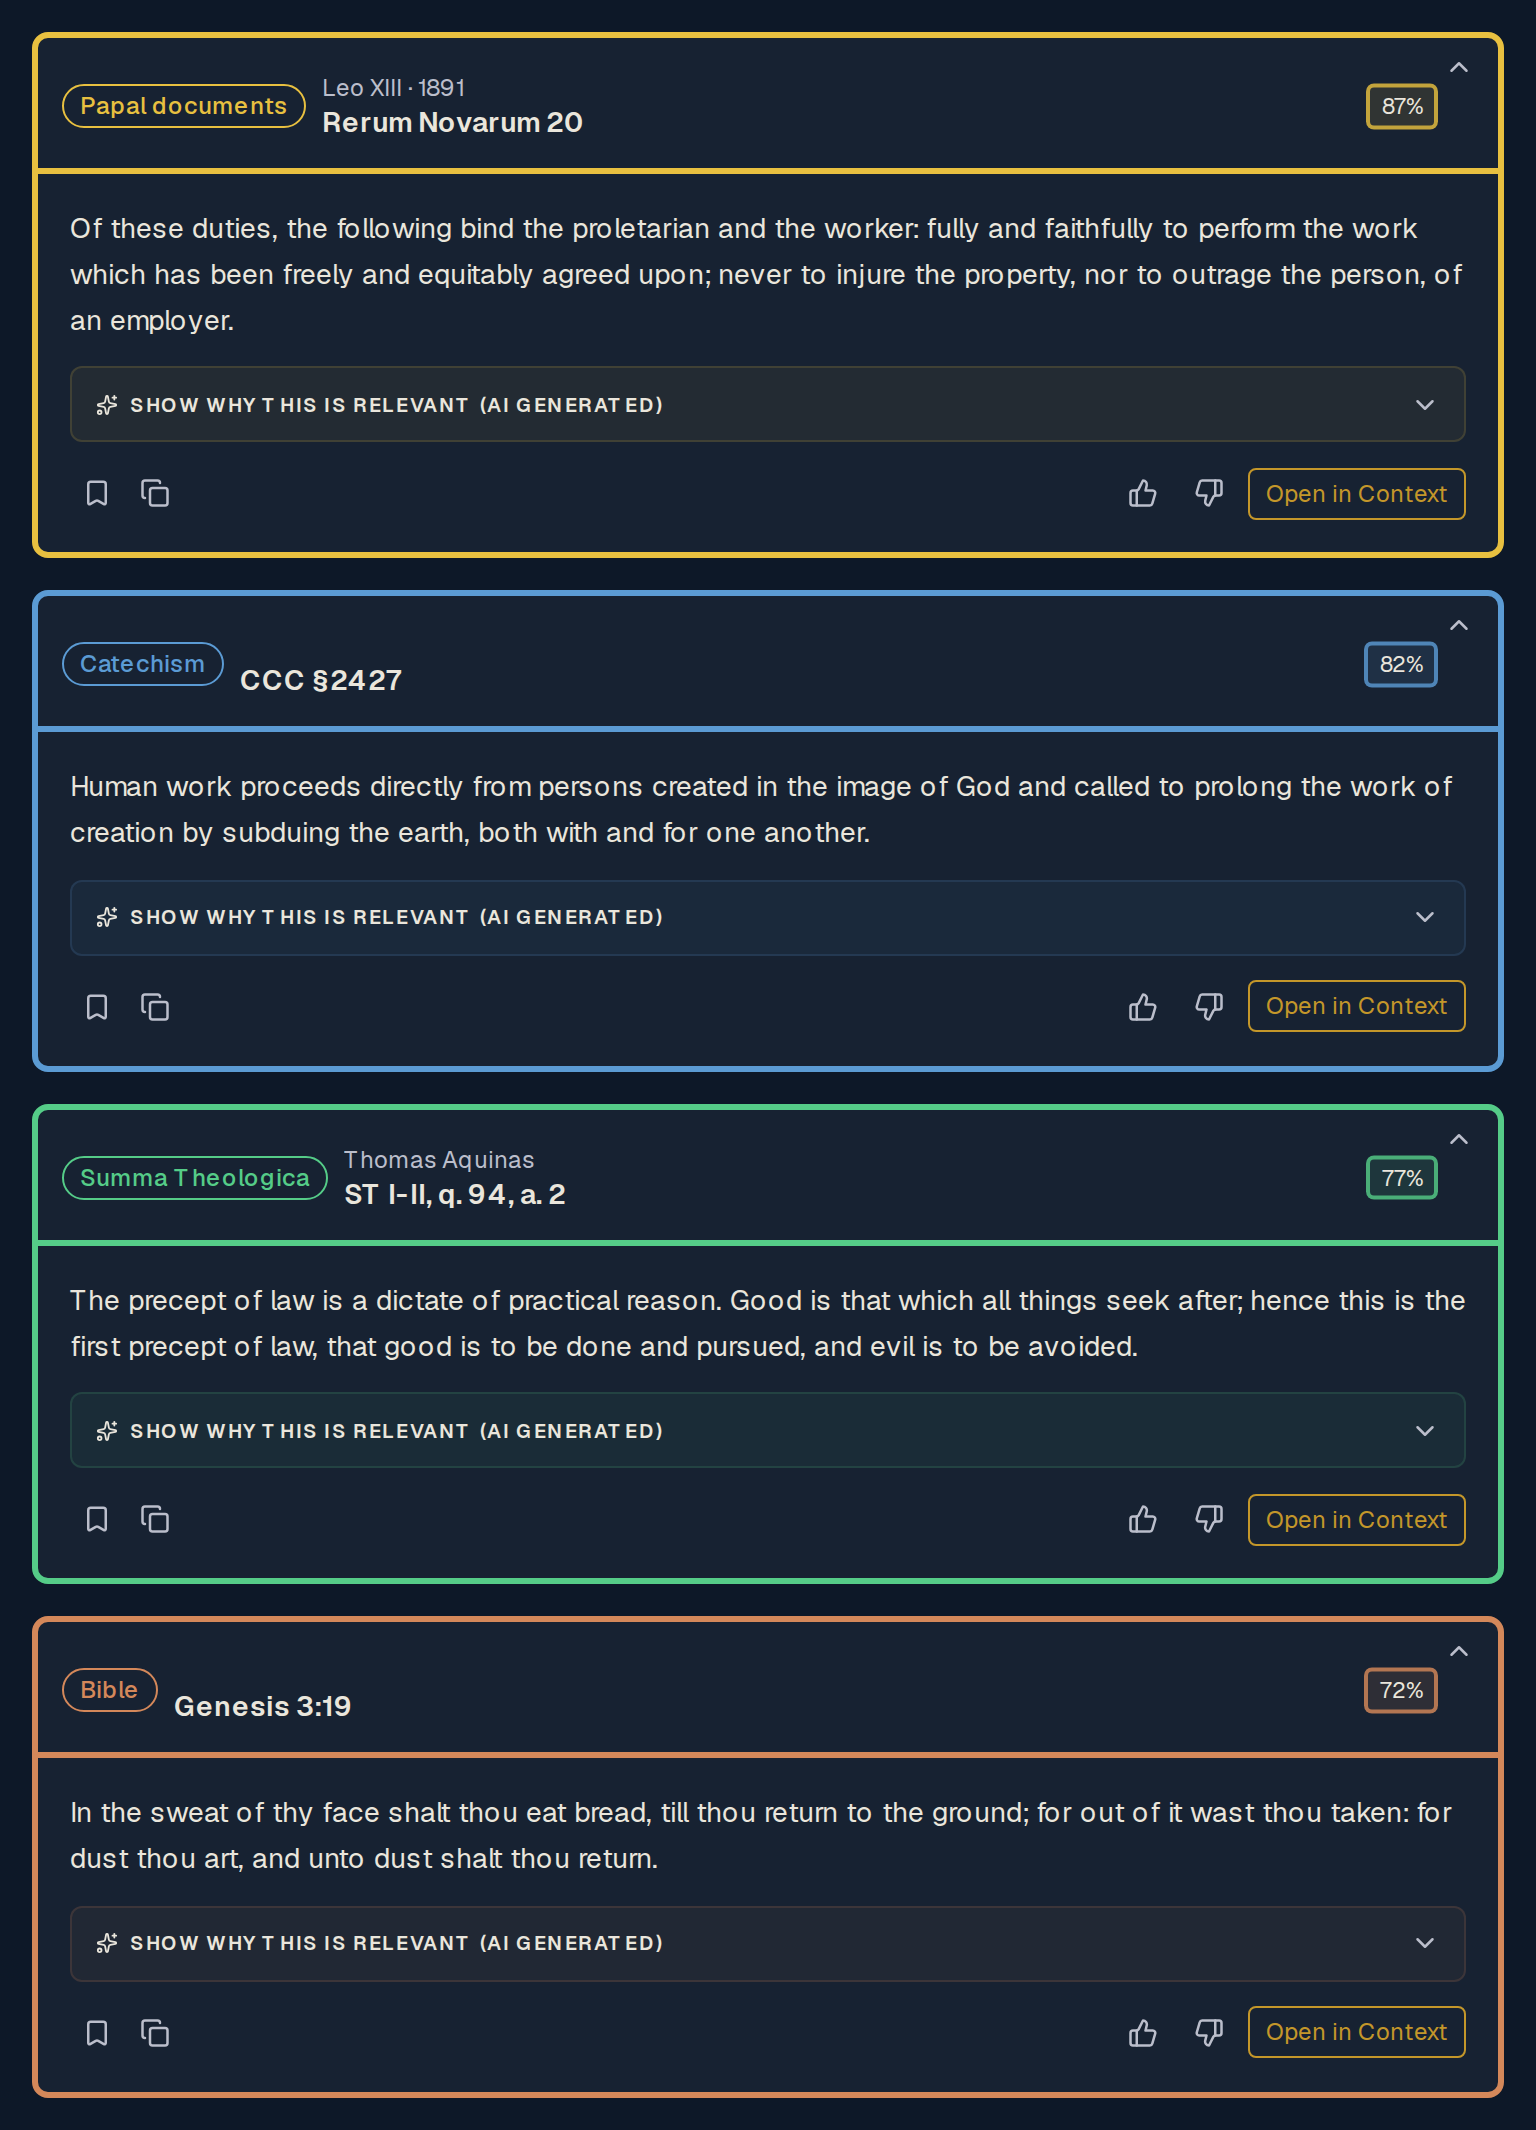 Papal documents
Leo XIII · 1891
Rerum Novarum 20
87%
Of these duties, the following bind the proletarian and the worker: fully and faithfully to perform the work
which has been freely and equitably agreed upon; never to injure the property, nor to outrage the person, of
an employer.
SHOW WHY THIS IS RELEVANT (AI GENERATED)
Open in Context
Catechism
CCC §2427
82%
Human work proceeds directly from persons created in the image of God and called to prolong the work of
creation by subduing the earth, both with and for one another.
SHOW WHY THIS IS RELEVANT (AI GENERATED)
Open in Context
Summa Theologica
Thomas Aquinas
ST I-II, q. 94, a. 2
77%
The precept of law is a dictate of practical reason. Good is that which all things seek after; hence this is the
first precept of law, that good is to be done and pursued, and evil is to be avoided.
SHOW WHY THIS IS RELEVANT (AI GENERATED)
Open in Context
Bible
Genesis 3:19
72%
In the sweat of thy face shalt thou eat bread, till thou return to the ground; for out of it wast thou taken: for
dust thou art, and unto dust shalt thou return.
SHOW WHY THIS IS RELEVANT (AI GENERATED)
Open in Context